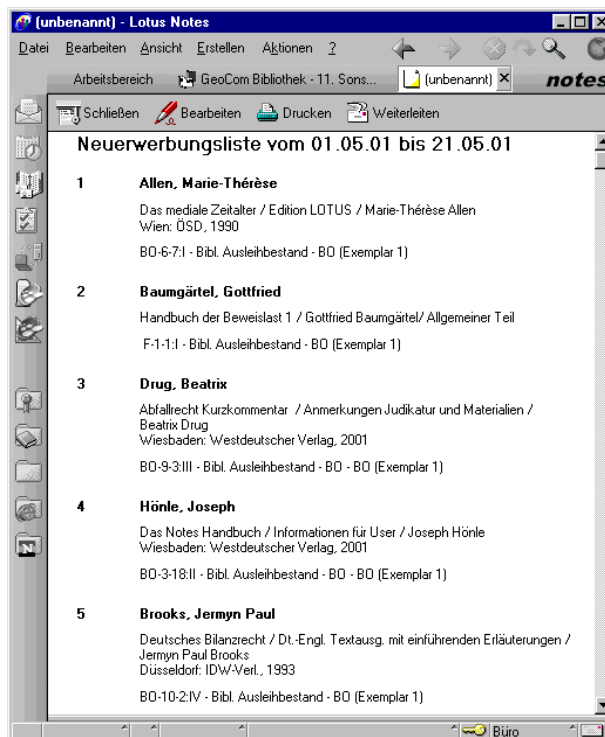 (unbenannt) - Lotus Notes
Datei Bearbeiten Ansicht Erstellen Aktionen ?
Arbeitsbereich GeoCom Bibliothek - 11. Sons... (unbenannt) notes
Schließen Bearbeiten Drucken Weiterleiten
Neuerwerbungsliste vom 01.05.01 bis 21.05.01
1 Allen, Marie-Thérèse
Das mediale Zeitalter / Edition LOTUS / Marie-Thérèse Allen
Wien: ÖSD, 1990
BO-6-7:I - Bibl. Ausleihbestand - BO (Exemplar 1)
2 Baumgärtel, Gottfried
Handbuch der Beweislast 1 / Gottfried Baumgärtel/ Allgemeiner Teil
F-1-1:I - Bibl. Ausleihbestand - BO (Exemplar 1)
3 Drug, Beatrix
Abfallrecht Kurzkommentar / Anmerkungen Judikatur und Materialien /
Beatrix Drug
Wiesbaden: Westdeutscher Verlag, 2001
BO-9-3:III - Bibl. Ausleihbestand - BO - BO (Exemplar 1)
4 Hönle, Joseph
Das Notes Handbuch / Informationen für User / Joseph Hönle
Wiesbaden: Westdeutscher Verlag, 2001
BO-3-18:II - Bibl. Ausleihbestand - BO - BO (Exemplar 1)
5 Brooks, Jermyn Paul
Deutsches Bilanzrecht / Dt.-Engl. Textausg. mit einführenden Erläuterungen /
Jermyn Paul Brooks
Düsseldorf: IDW-Verl., 1993
BO-10-2:IV - Bibl. Ausleihbestand - BO (Exemplar 1)
Büro